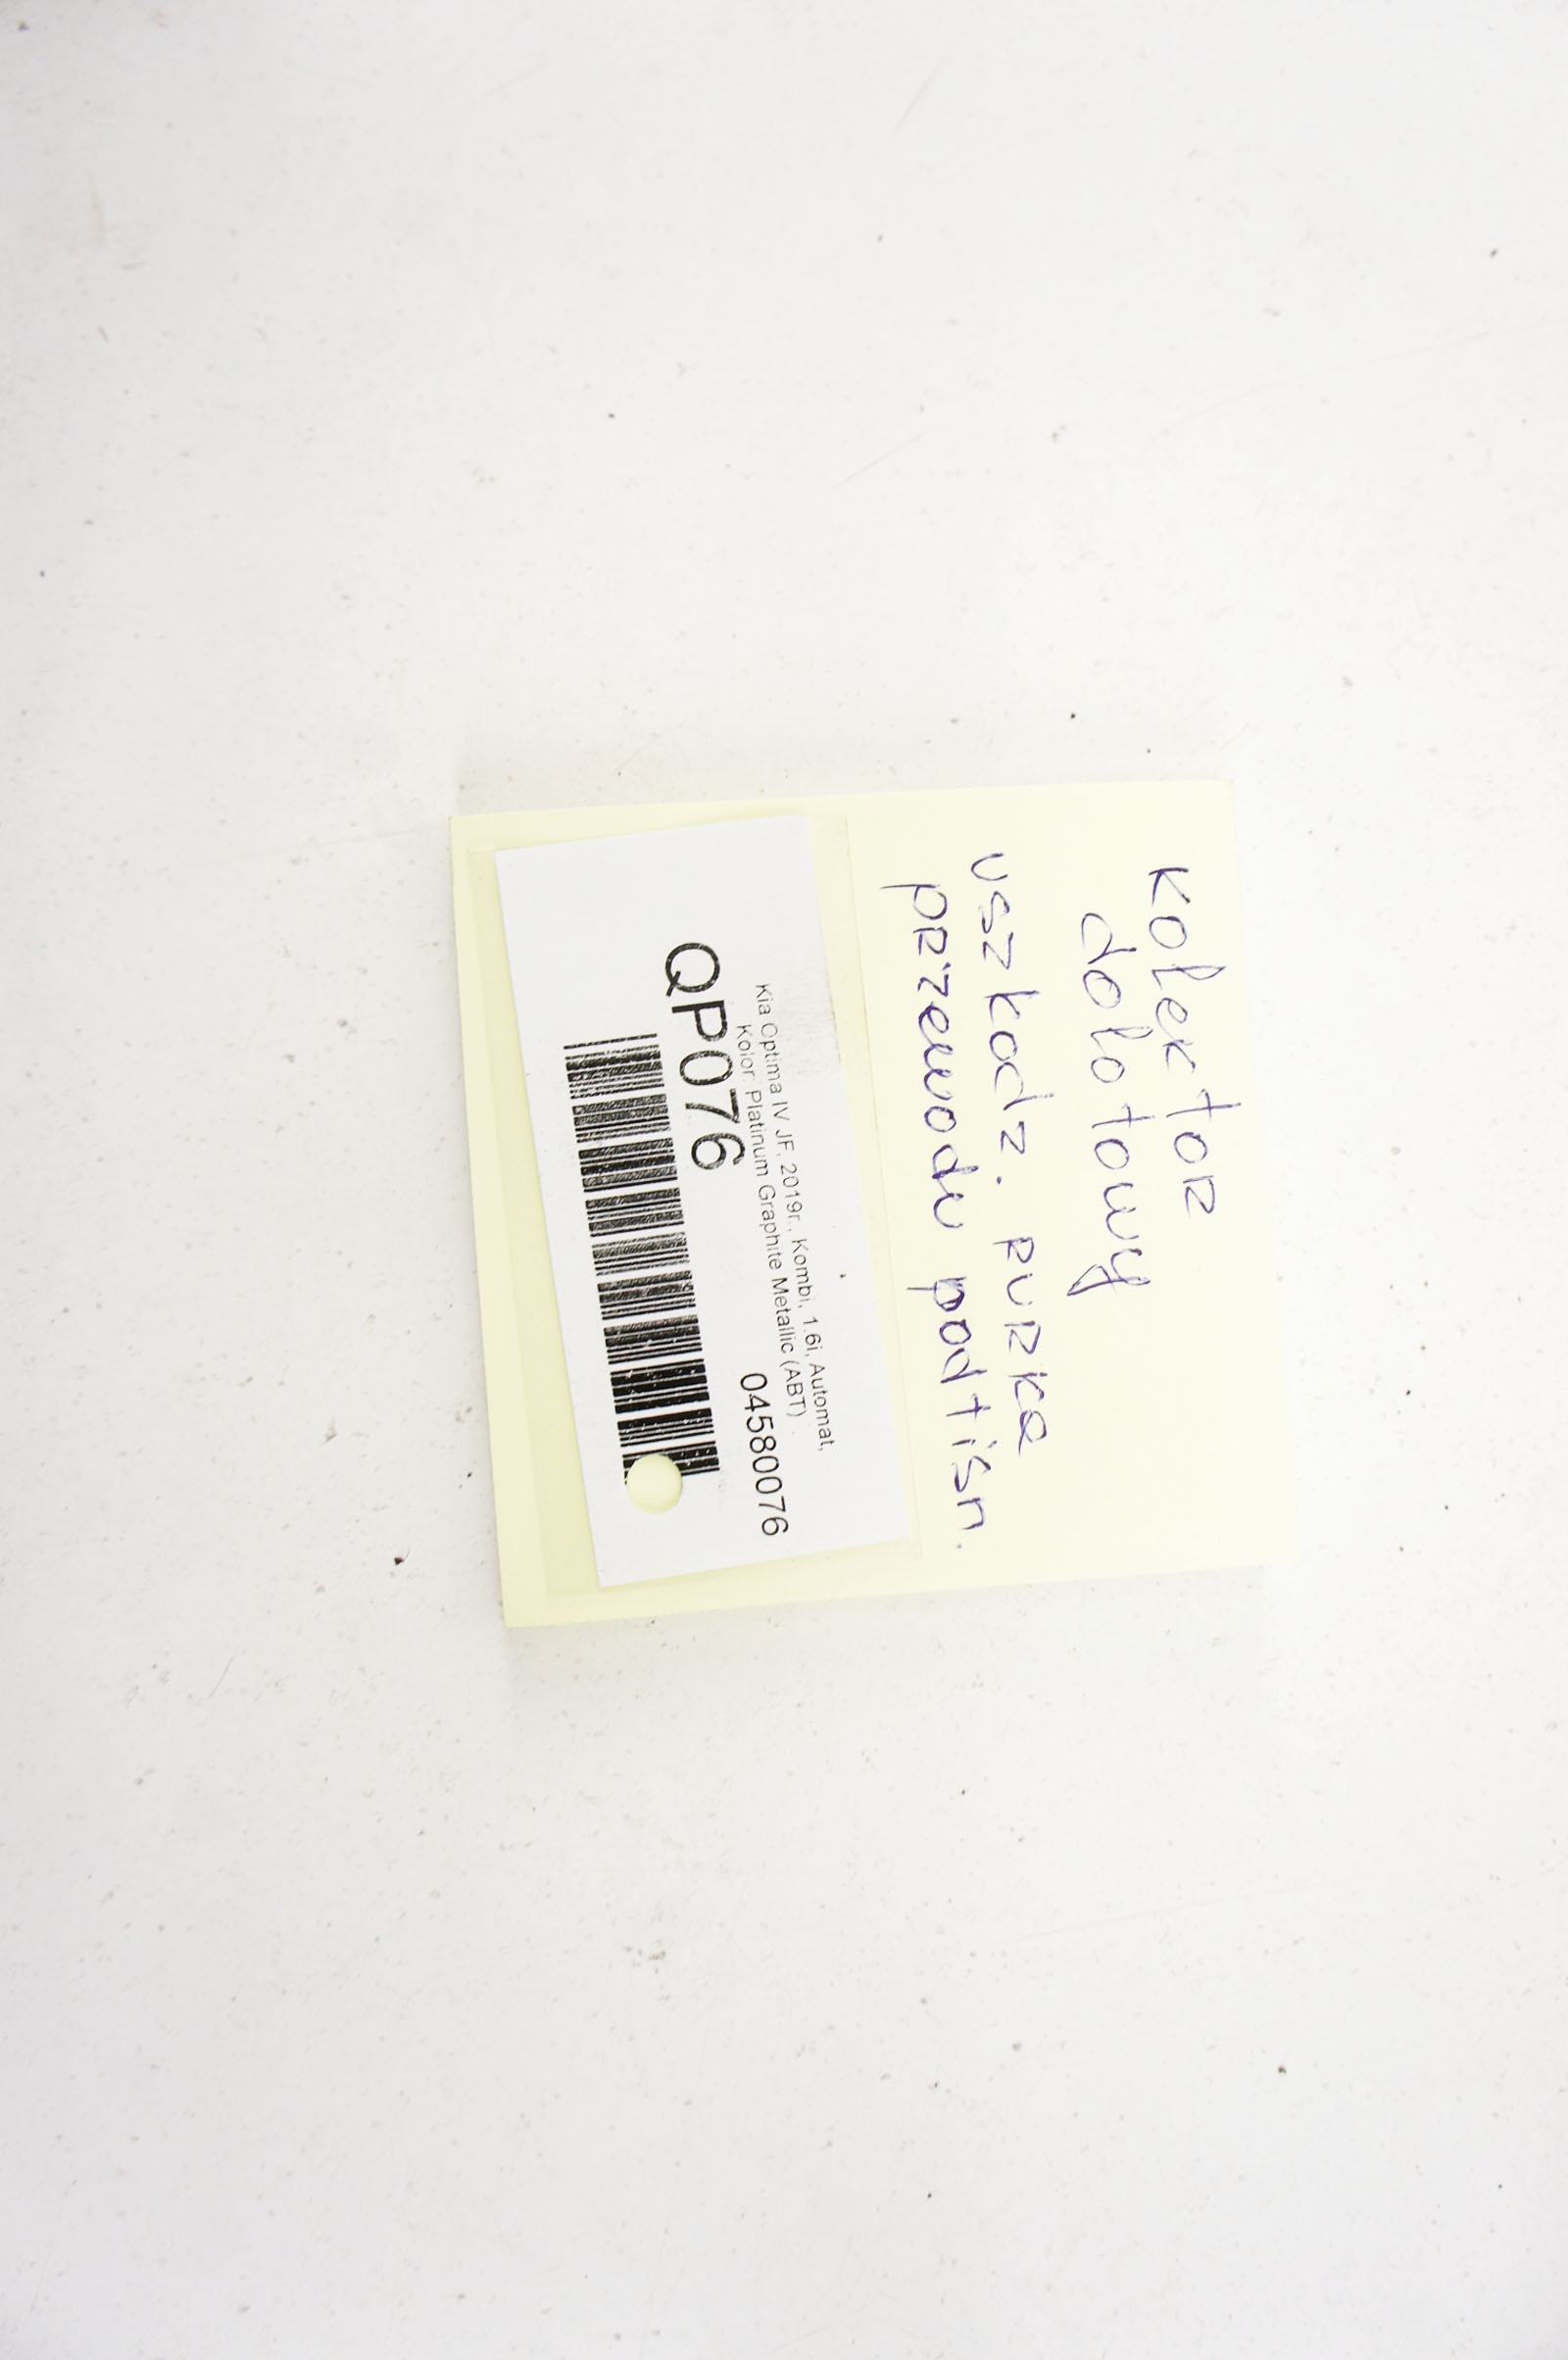 Kolektor
dolotowy
uszkodz. rurka
przewodu podtiśn.
Kia Optima IV JF, 2019r., Kombi, 1.6i, Automat,
Kolor: Platinum Graphite Metallic (ABT)
04580076
QP076